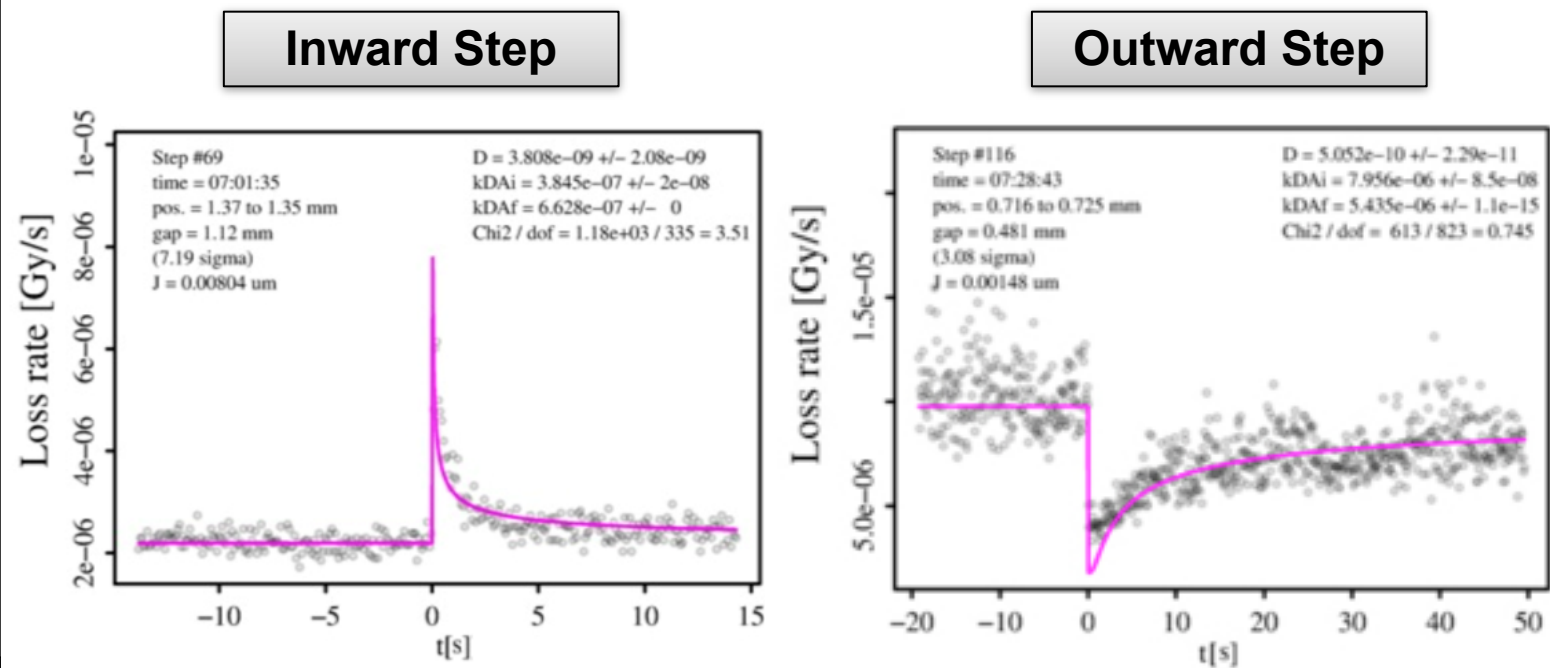 Inward Step
Step #69
time = 07:01:35
pos. = 1.37 to 1.35 mm
gap = 1.12 mm
(7.19 sigma)
J = 0.00804 um
D = 3.808e−09 +/− 2.08e−09
kDAi = 3.845e−07 +/− 2e−08
kDAf = 6.628e−07 +/− 0
Chi2 / dof = 1.18e+03 / 335 = 3.51
Loss rate [Gy/s]
1e−05
8e−06
6e−06
4e−06
2e−06
−10
−5
0
5
10
15
t[s]
Outward Step
Step #116
time = 07:28:43
pos. = 0.716 to 0.725 mm
gap = 0.481 mm
(3.08 sigma)
J = 0.00148 um
D = 5.052e−10 +/− 2.29e−11
kDAi = 7.956e−06 +/− 8.5e−08
kDAf = 5.435e−06 +/− 1.1e−15
Chi2 / dof = 613 / 823 = 0.745
Loss rate [Gy/s]
1.5e−05
5.0e−06
−20
−10
0
10
20
30
40
50
t[s]